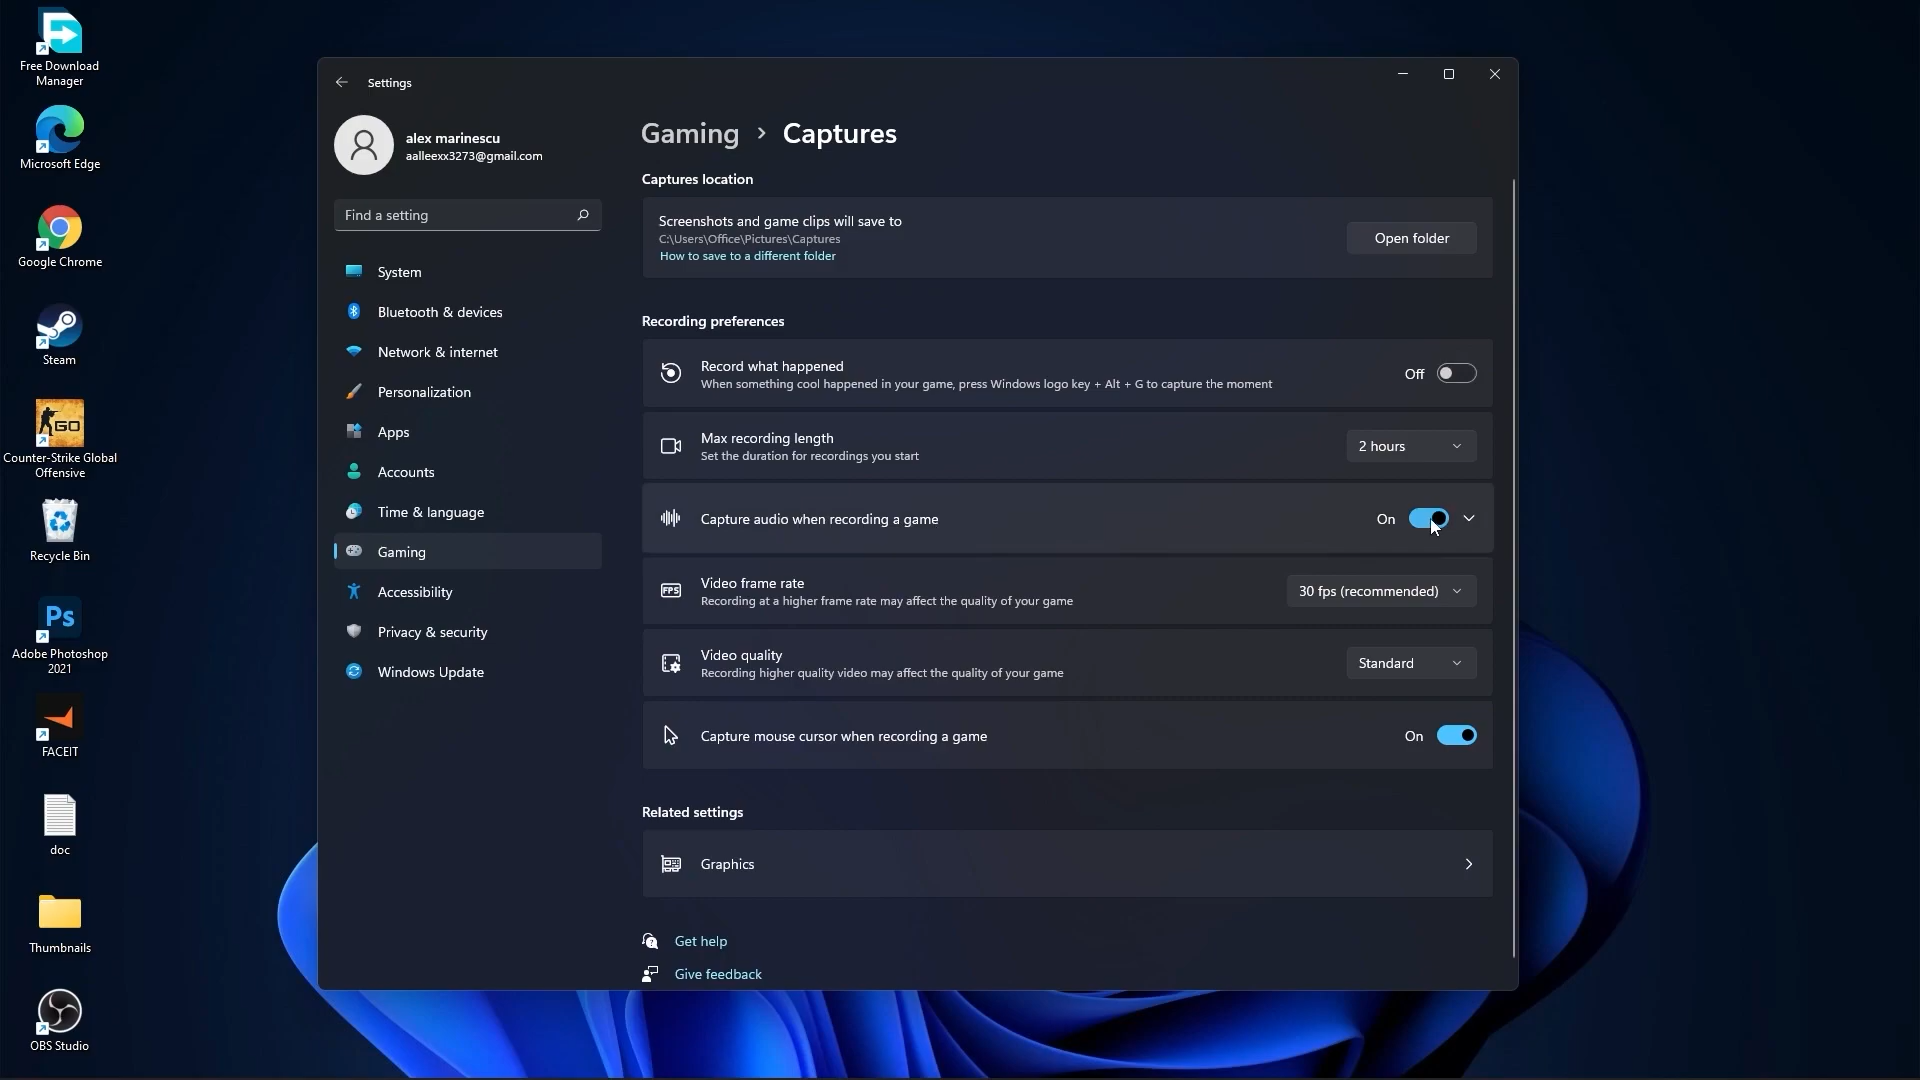 Free Download
Manager
Microsoft Edge
Google Chrome
Steam
GO
Counter-Strike Global
Offensive
Recycle Bin
Ps
Adobe Photoshop
2021
FACEIT
doc
Thumbnails
OBS Studio
Settings
alex marinescu
aalleexx3273@gmail.com
Find a setting
System
Bluetooth & devices
Network & internet
Personalization
Apps
Accounts
Time & language
Gaming
Accessibility
Privacy & security
Windows Update
Gaming > Captures
Captures location
Screenshots and game clips will save to
C:\Users\Office\Pictures\Captures
How to save to a different folder
Open folder
Recording preferences
Record what happened
When something cool happened in your game, press Windows logo key + Alt + G to capture the moment
Off
Max recording length
Set the duration for recordings you start
2 hours
Capture audio when recording a game
On
FPS
Video frame rate
Recording at a higher frame rate may affect the quality of your game
30 fps (recommended)
Video quality
Recording higher quality video may affect the quality of your game
Standard
Capture mouse cursor when recording a game
On
Related settings
Graphics
Get help
Give feedback